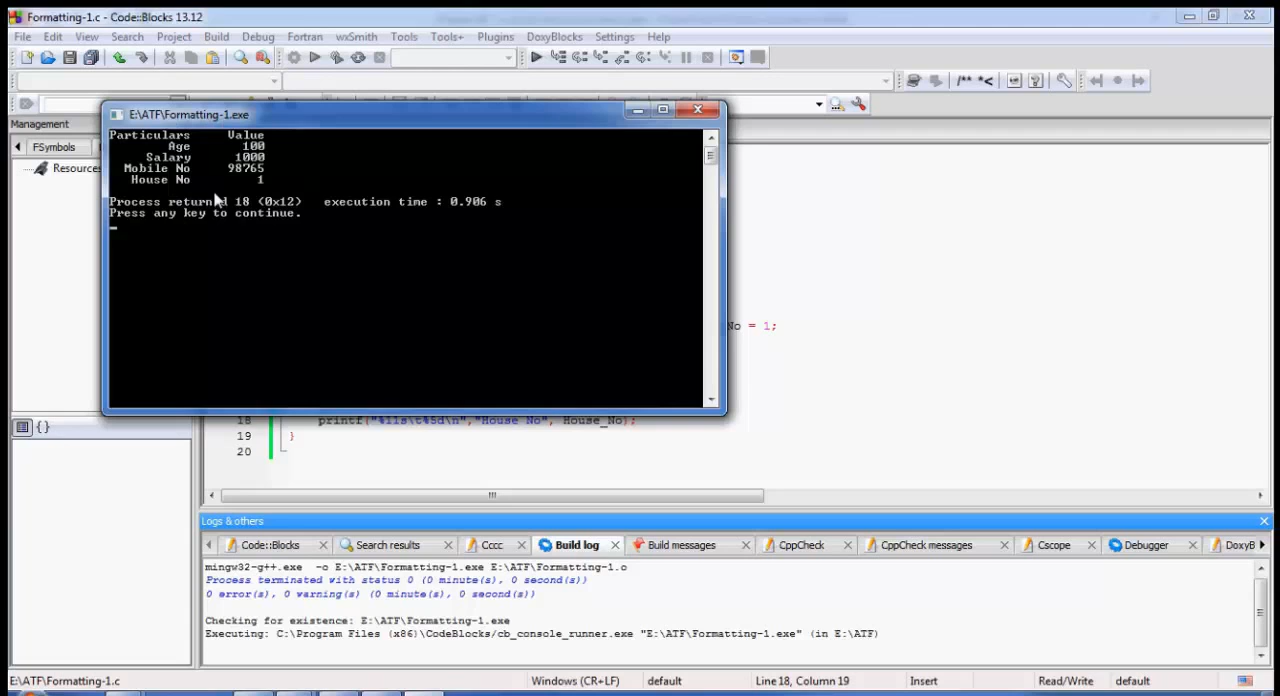 Formatting-1.c - Code::Blocks 13.12
File Edit View Search Project Build Debug Fortran wxSmith Tools Tools+ Plugins DoxyBlocks Settings Help
/** *<
Management
FSymbols
Resources
E:\ATF\Formatting-1.exe
Particulars Value
Age 100
Salary 1000
Mobile No 98765
House No 1
Process returned 18 (0x12) execution time : 0.906 s
Press any key to continue.
No = 1;
18 printf("%11s\t%5d\n","House No", House_No);
19 }
20
{}
Logs & others
Code::Blocks Search results Cccc Build log Build messages CppCheck CppCheck messages Cscope Debugger DoxyB
mingw32-g++.exe -o E:\ATF\Formatting-1.exe E:\ATF\Formatting-1.o
Process terminated with status 0 (0 minute(s), 0 second(s))
0 error(s), 0 warning(s) (0 minute(s), 0 second(s))
Checking for existence: E:\ATF\Formatting-1.exe
Executing: C:\Program Files (x86)\CodeBlocks/cb_console_runner.exe "E:\ATF\Formatting-1.exe" (in E:\ATF)
E:\ATF\Formatting-1.c Windows (CR+LF) default Line 18, Column 19 Insert Read/Write default